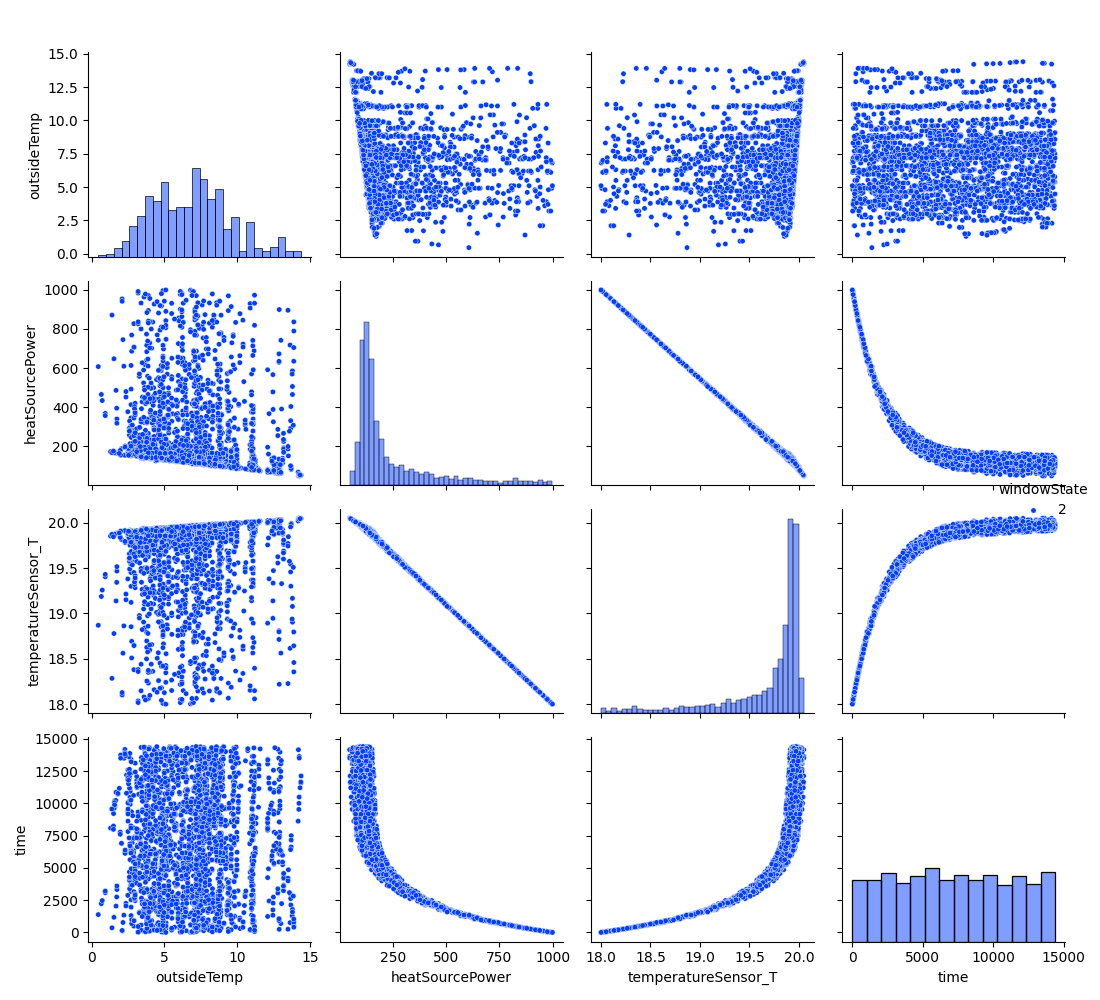 15.0
12.5
10.0
7.5
5.0
2.5
0.0
outsideTemp
1000
800
600
400
200
heatSourcePower
windowState
2
20.0
19.5
19.0
18.5
18.0
temperatureSensor_T
15000
12500
10000
7500
5000
2500
0
time
0 5 10 15
outsideTemp
250 500 750 1000
heatSourcePower
18.0 18.5 19.0 19.5 20.0
temperatureSensor_T
0 5000 10000 15000
time